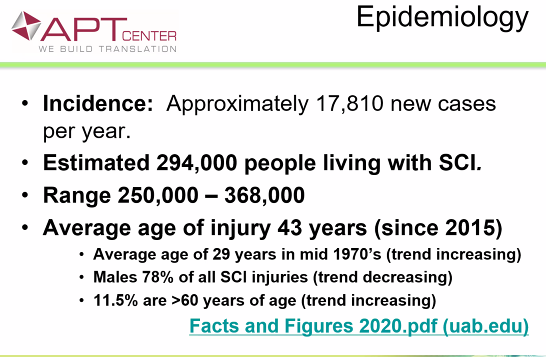 APT CENTER
WE BUILD TRANSLATION
Epidemiology
• Incidence: Approximately 17,810 new cases
per year.
• Estimated 294,000 people living with SCI.
• Range 250,000 – 368,000
• Average age of injury 43 years (since 2015)
• Average age of 29 years in mid 1970’s (trend increasing)
• Males 78% of all SCI injuries (trend decreasing)
• 11.5% are >60 years of age (trend increasing)
Facts and Figures 2020.pdf (uab.edu)